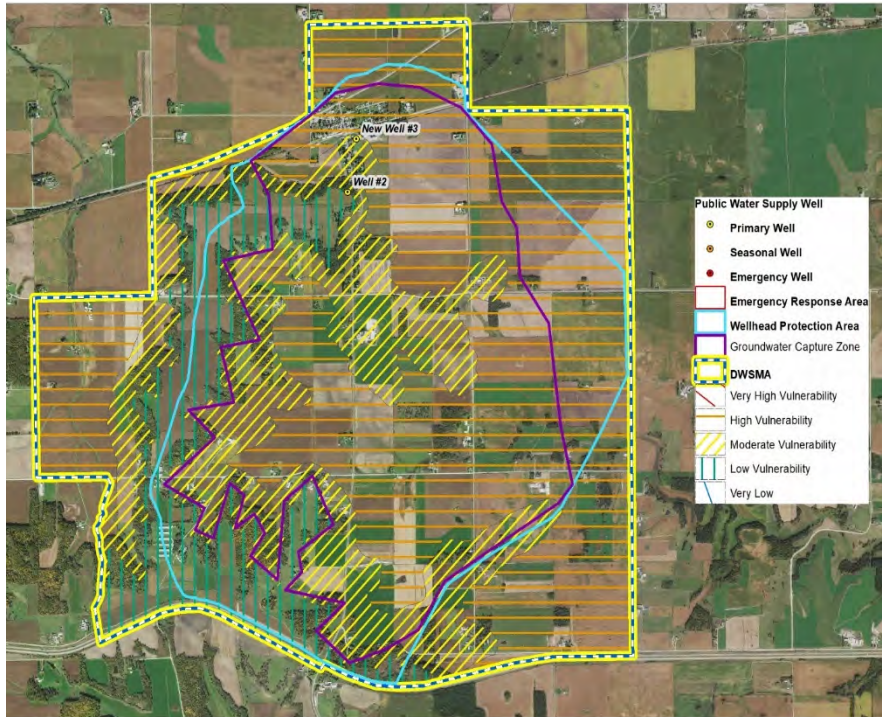 New Well #3
Well #2
Public Water Supply Well
Primary Well
Seasonal Well
Emergency Well
Emergency Response Area
Wellhead Protection Area
Groundwater Capture Zone
DWSMA
Very High Vulnerability
High Vulnerability
Moderate Vulnerability
Low Vulnerability
Very Low